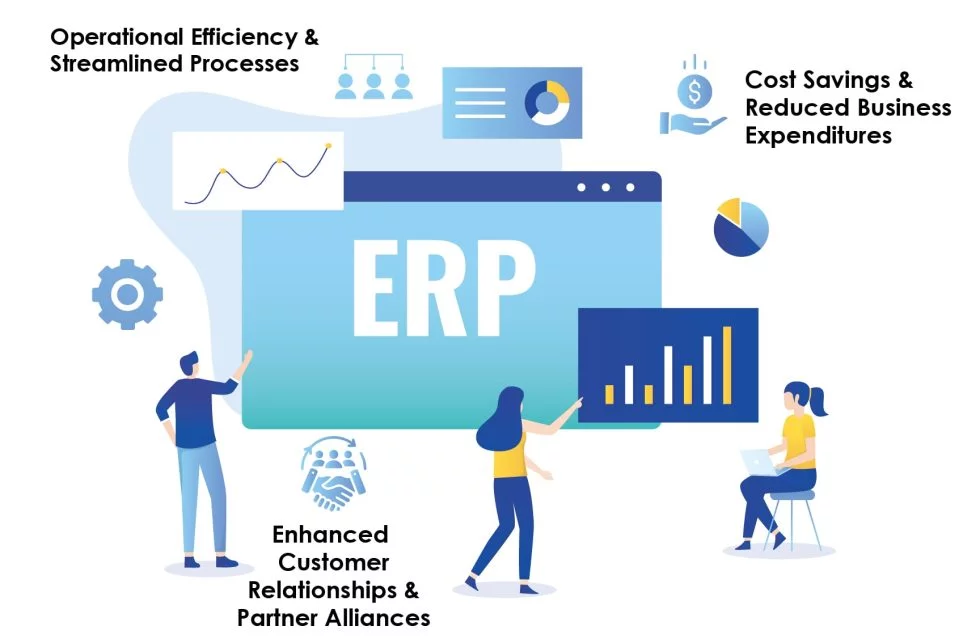 Operational Efficiency &
Streamlined Processes
Cost Savings &
Reduced Business
Expenditures
$
ERP
Enhanced
Customer
Relationships &
Partner Alliances